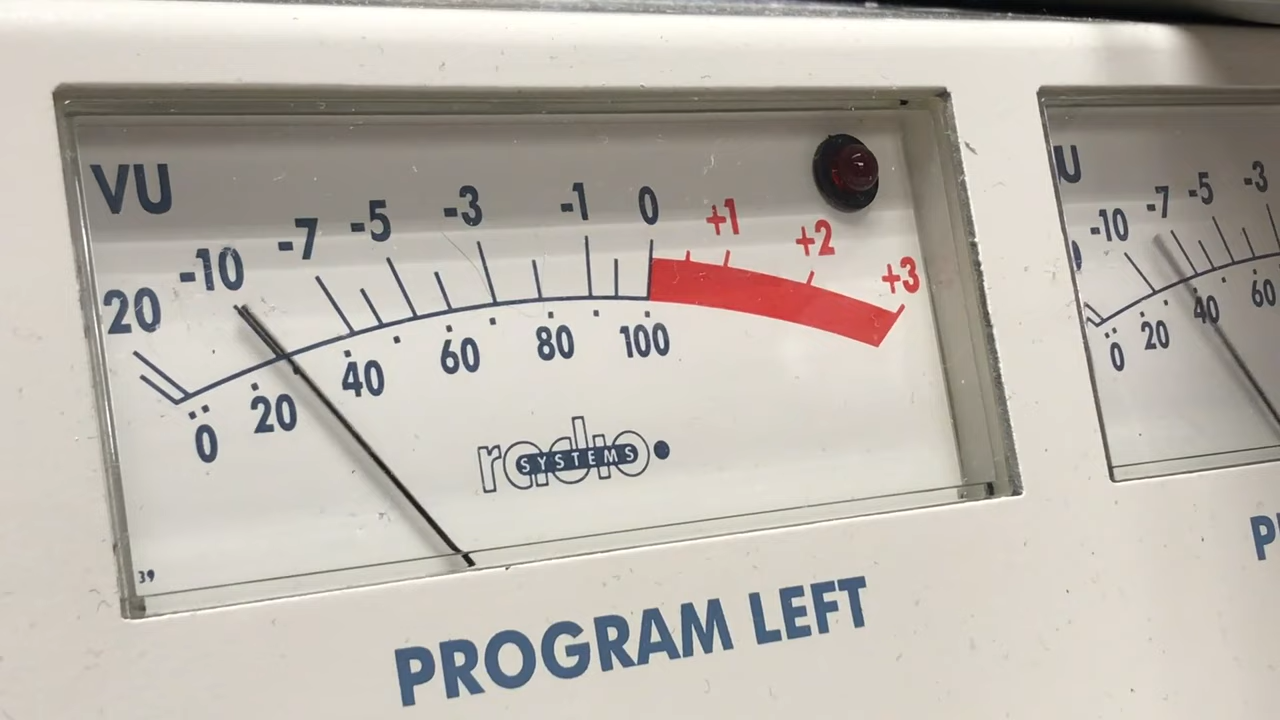 VU
20 -10 -7 -5 -3 -1 0 +1 +2 +3
0 20 40 60 80 100
radio
SYSTEMS
39
PROGRAM LEFT
U
-10 -7 -5 -3
0 20 40 60
P